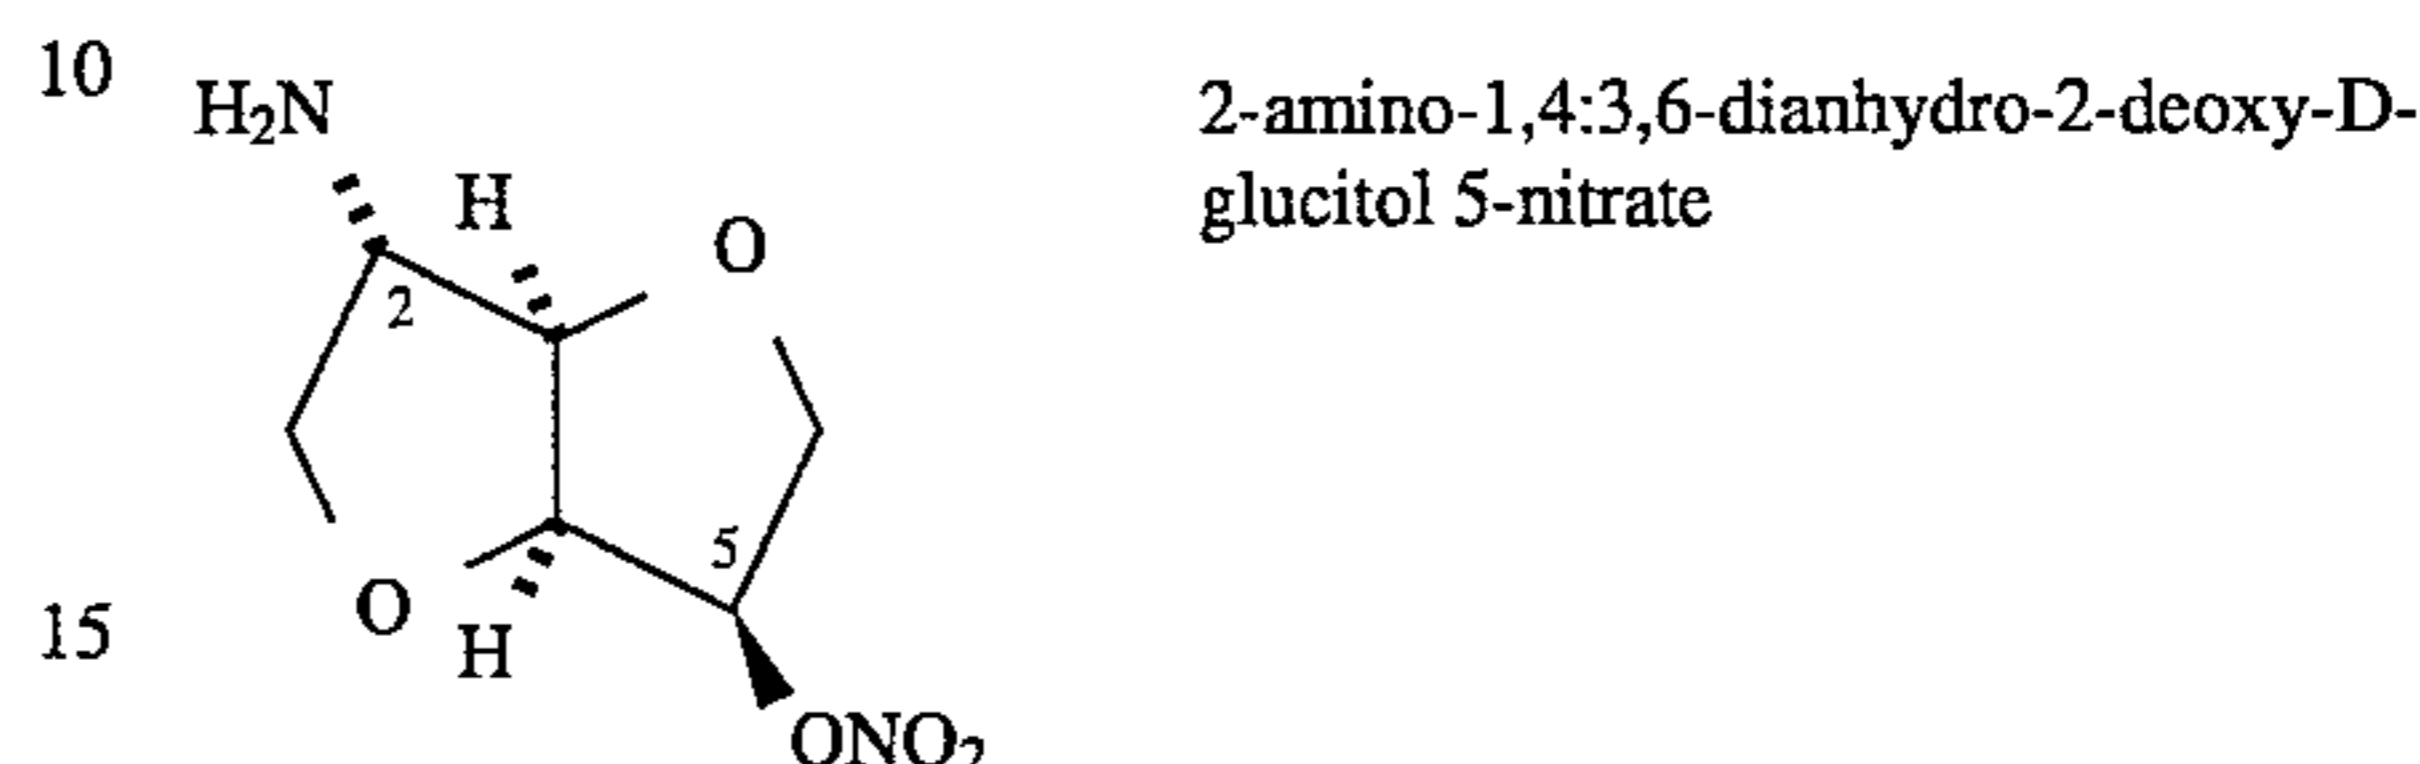 10
H₂N
H
O
2-amino-1,4:3,6-dianhydro-2-deoxy-D-
glucitol 5-nitrate
2
5
15
O
H
ONO₂